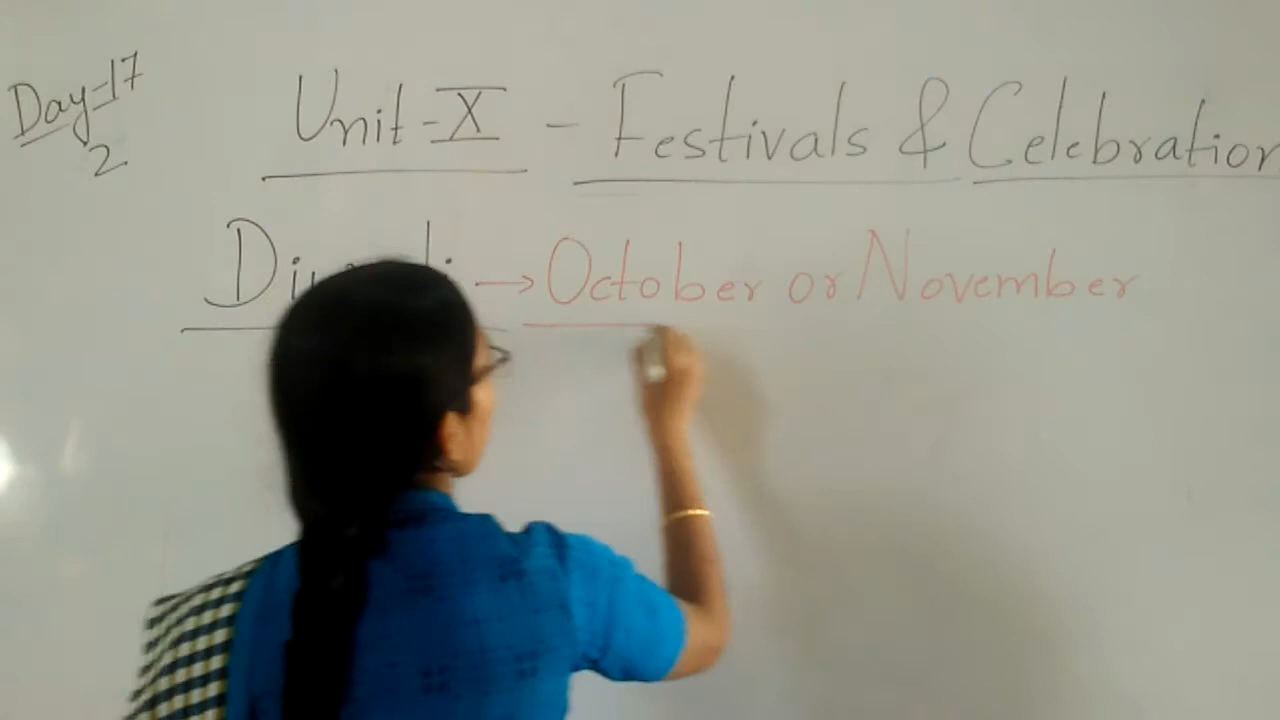 Day-17
2
Unit-X - Festivals & Celebration
→ October or November